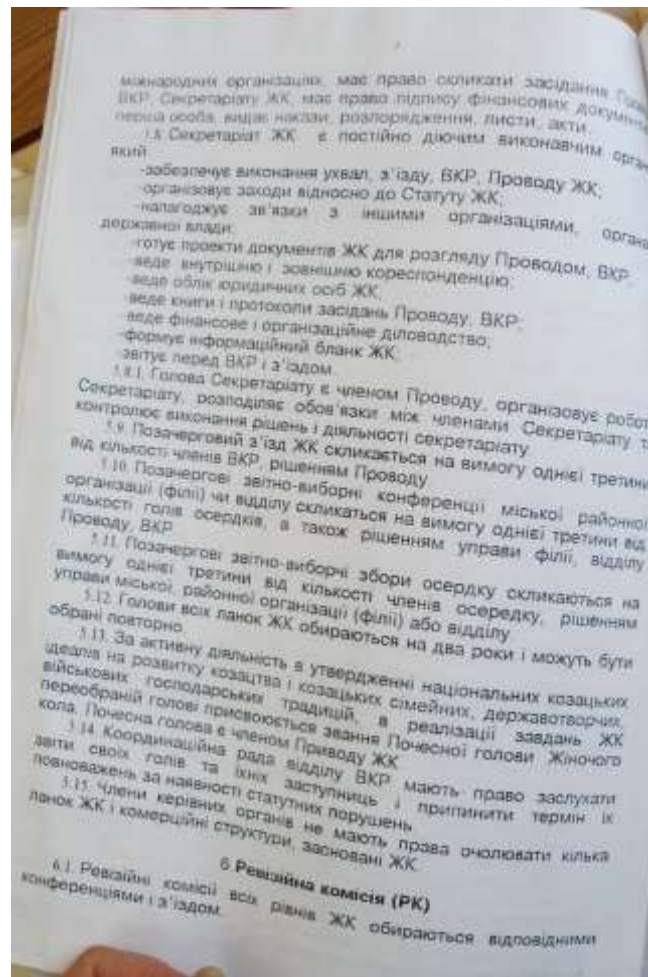 7
міжнародних організаціях, має право скликати засідання
ВКР, Секретаріату ЖК, має право підпису фінансових
перша особа, видає накази, розпорядження, листи, акти.
5.8. Секретаріат ЖК є постійно діючим виконавчим орган
який:
-забезпечує виконання ухвал, з’їзду, ВКР, Проводу ЖК;
-організовує заходи відносно до Статуту ЖК;
-налагоджує зв’язки з іншими організаціями, органа
державної влади;
-готує проекти документів ЖК для розгляду Проводом, ВКР;
-веде внутрішню і зовнішню кореспонденцію;
-веде облік юридичних осіб ЖК;
-веде книги і протоколи засідань Проводу, ВКР;
-веде фінансове і організаційне діловодство;
-формує інформаційний бланк ЖК;
-звітує перед ВКР і з’їздом.
5.8.1. Голова Секретаріату є членом Проводу, організовує робот
Секретаріату, розподіляє обов’язки між членами Секретаріату т
контролює виконання рішень і діяльності секретаріату.
5.9. Позачерговий з’їзд ЖК скликається на вимогу однієї третини
від кількості членів ВКР, рішенням Проводу.
5.10. Позачергові звітно-виборні конференції міської районної
організації (філії) чи відділу скликаться на вимогу однієї третини від
кількості голів осердків, а також рішенням управи філії, відділу
Проводу, ВКР.
5.11. Позачергові звітно-виборчі збори осердку скликаються на
вимогу однієї третини від кількості членів осередку, рішенням
управи міської, районної організації (філії) або відділу.
5.12. Голови всіх ланок ЖК обираються на два роки і можуть бути
обрані повторно.
5.13. За активну діяльність в утвердженні національних козацьких
ідеалів на розвитку козацтва і козацьких сімейних, державотворчих,
військових господарських традицій, в реалізації завдань ЖК
переобраній голові присвоюється звання Почесної голови Жіночого
кола. Почесна голова є членом Приводу ЖК.
5.14. Координаційна рада відділу ВКР мають право заслухати
звіти своїх голів та їхніх заступниць і припинити термін їх
повноважень за наявності статутних порушень.
5.15. Члени керівних органів не мають права очолювати кілька
ланок ЖК і комерційні структури, засновані ЖК.
6 Ревізійна комісія (РК)
6.1. Ревізійні комісії всіх рівнів ЖК обираються відповідними
конференціями і з’їздом.